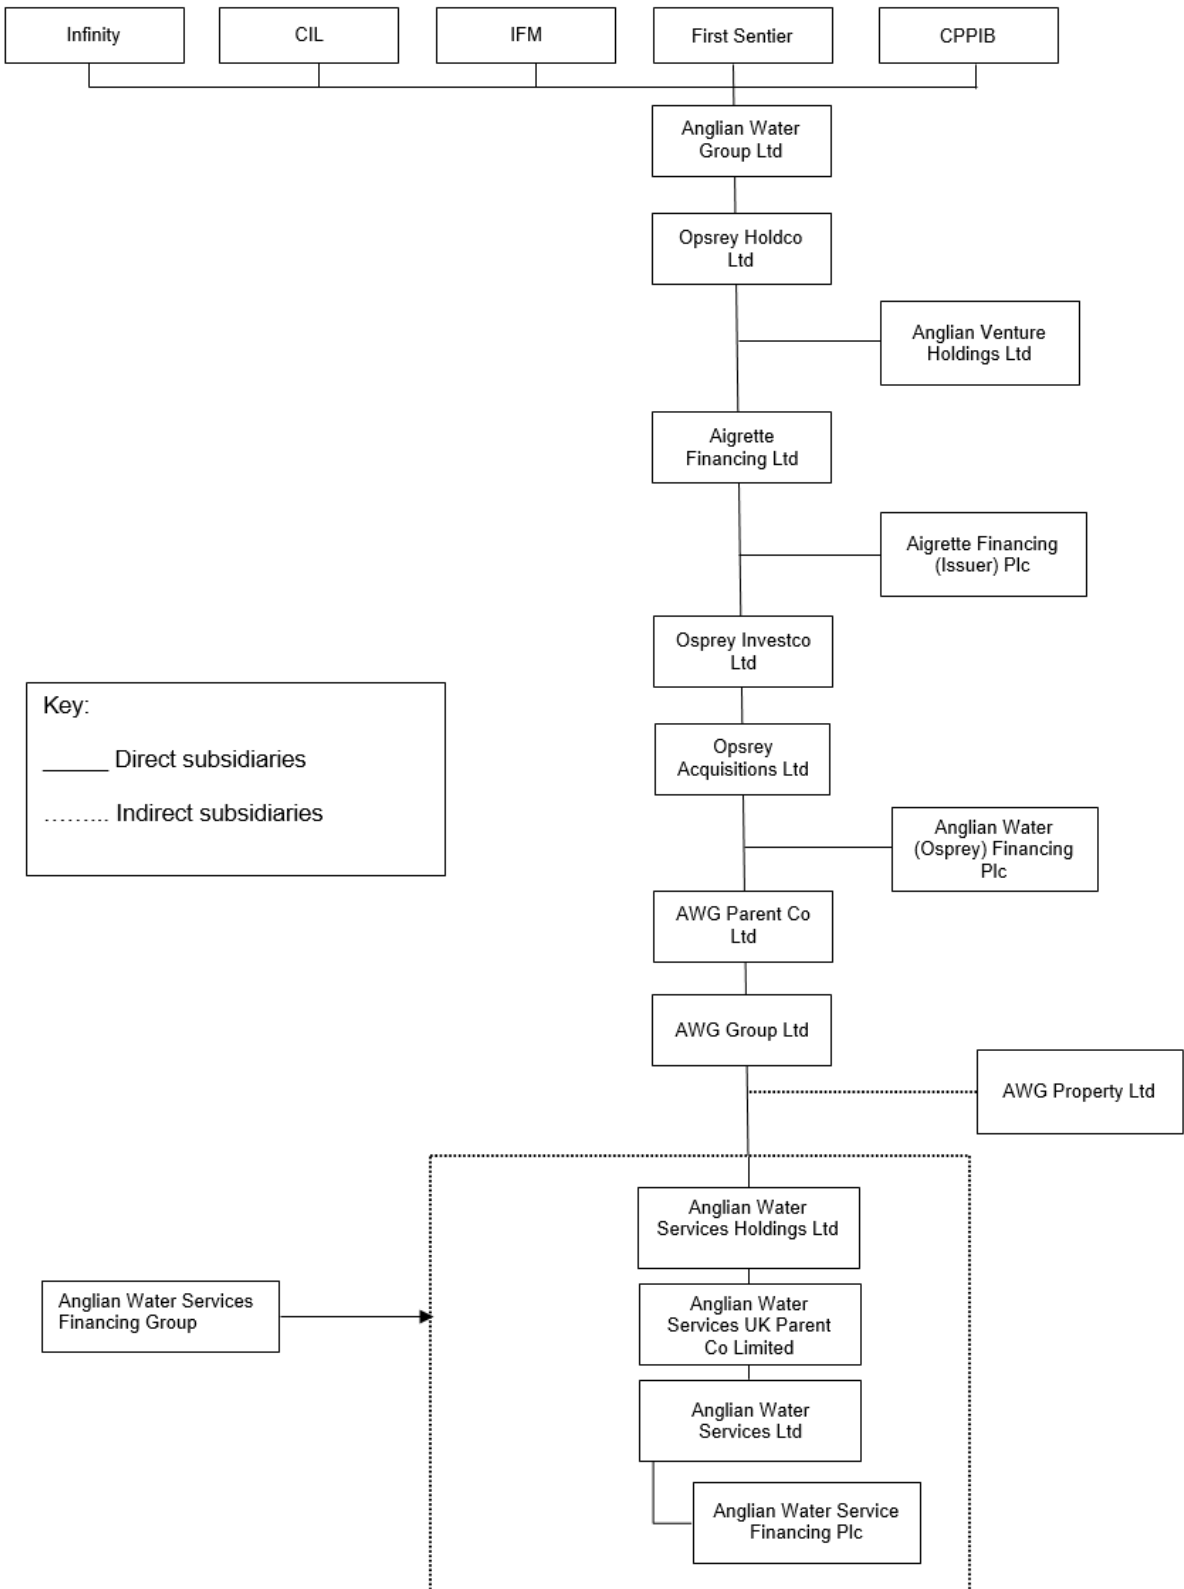 Infinity
CIL
IFM
First Sentier
CPPIB
Anglian Water
Group Ltd
Opsrey Holdco
Ltd
Anglian Venture
Holdings Ltd
Aigrette
Financing Ltd
Aigrette Financing
(Issuer) Plc
Osprey Investco
Ltd
Key:
_____ Direct subsidiaries
......... Indirect subsidiaries
Opsrey
Acquisitions Ltd
Anglian Water
(Osprey) Financing
Plc
AWG Parent Co
Ltd
AWG Group Ltd
AWG Property Ltd
Anglian Water
Services Holdings Ltd
Anglian Water Services
Financing Group
Anglian Water
Services UK Parent
Co Limited
Anglian Water
Services Ltd
Anglian Water Service
Financing Plc